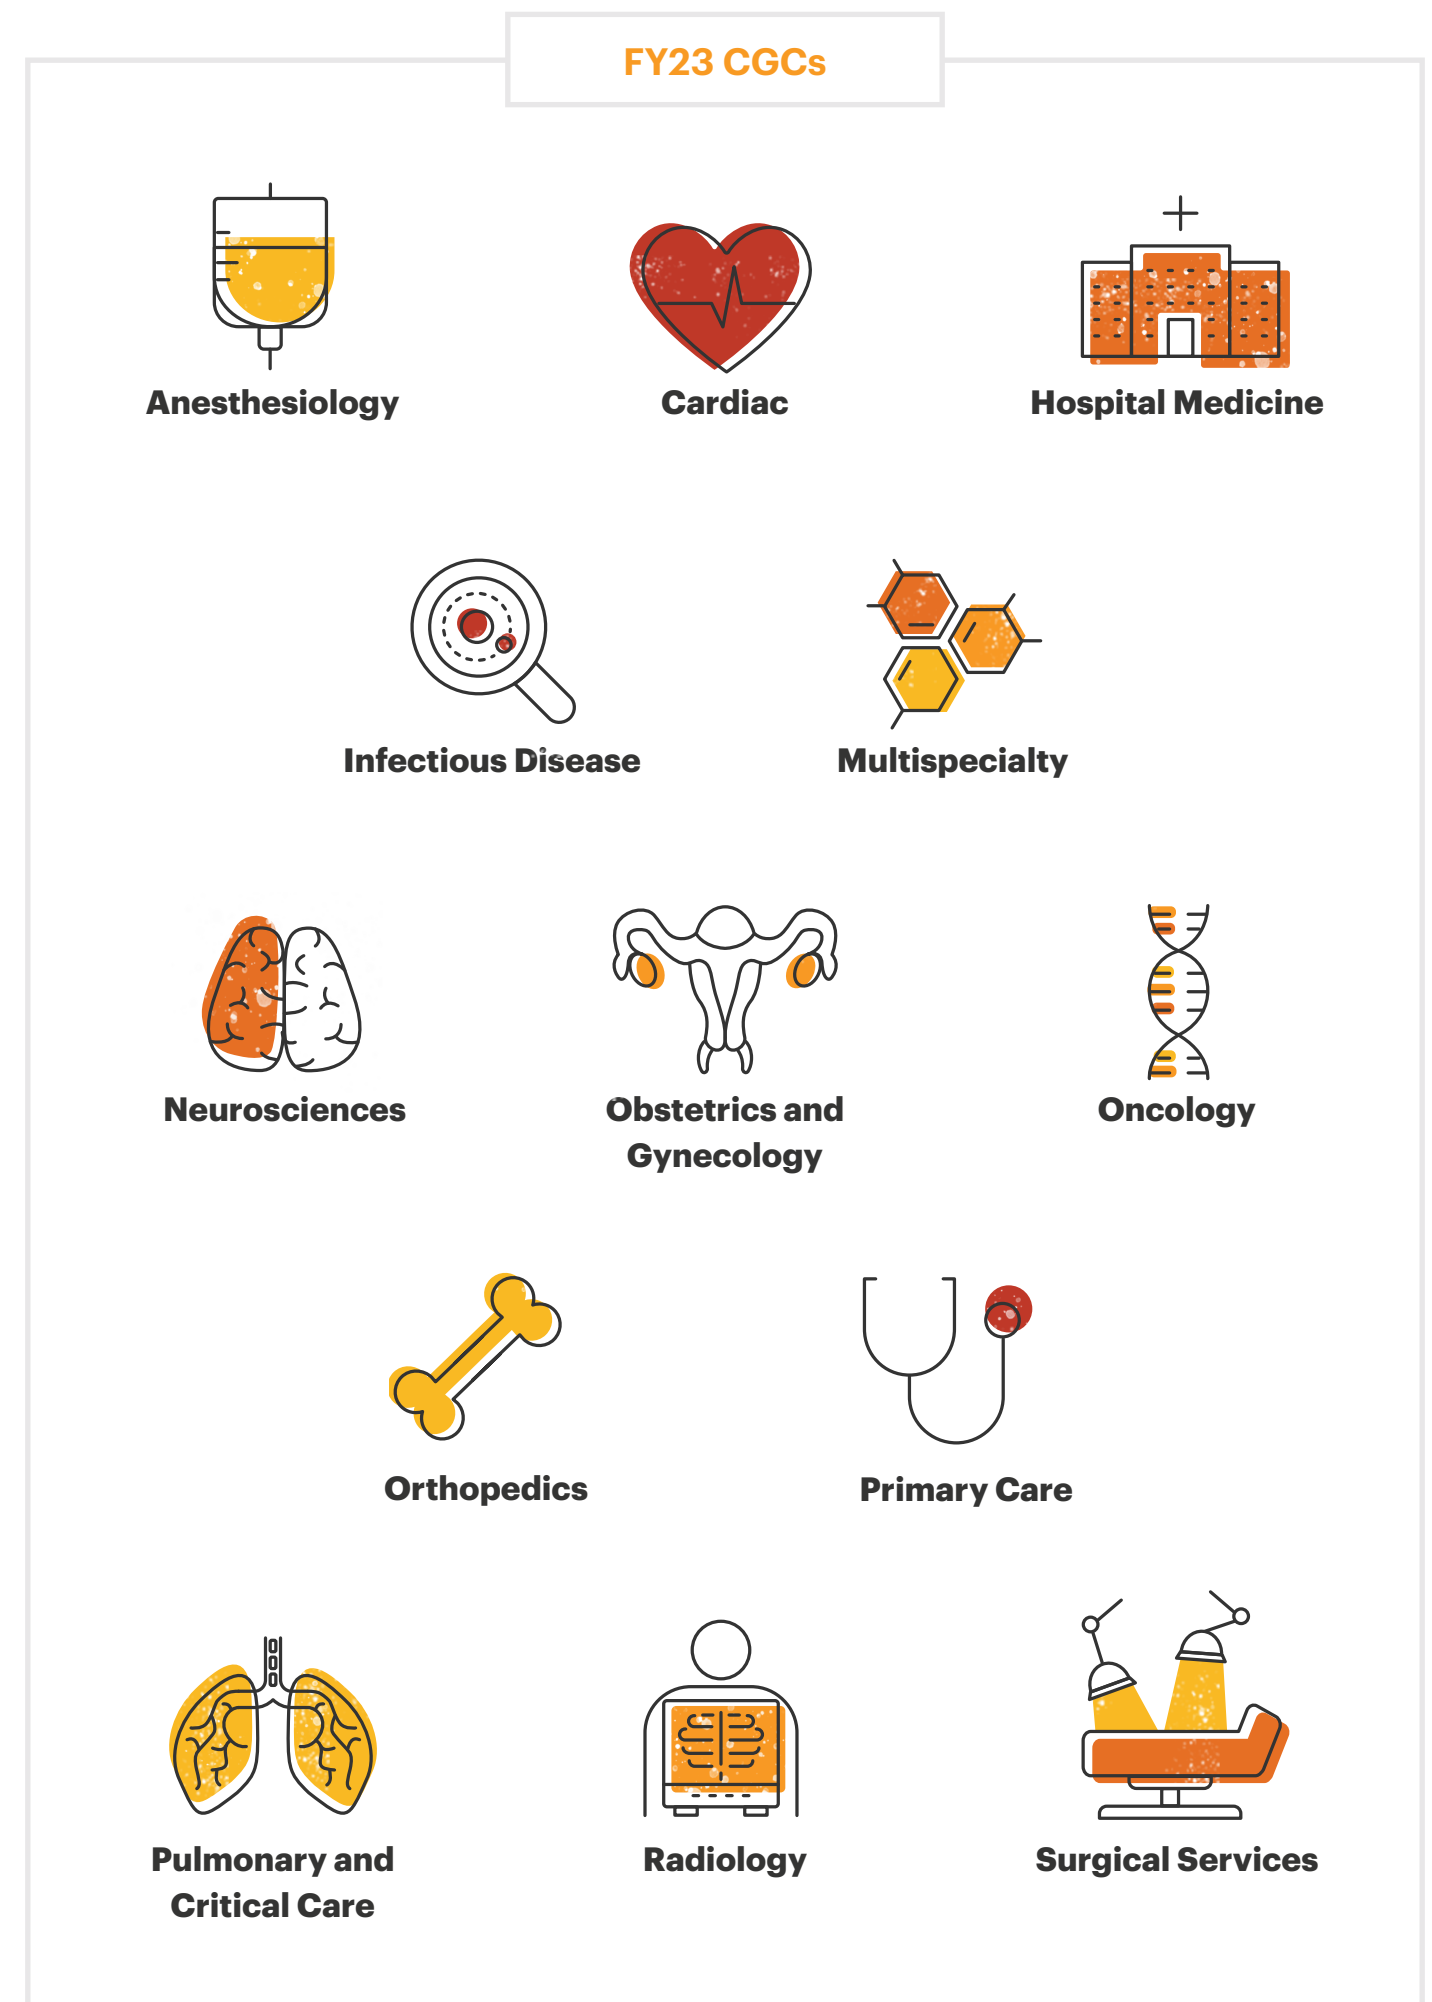 FY23 CGCs
Anesthesiology
Cardiac
Hospital Medicine
Infectious Disease
Multispecialty
Neurosciences
Obstetrics and
Gynecology
Oncology
Orthopedics
Primary Care
Pulmonary and
Critical Care
Radiology
Surgical Services